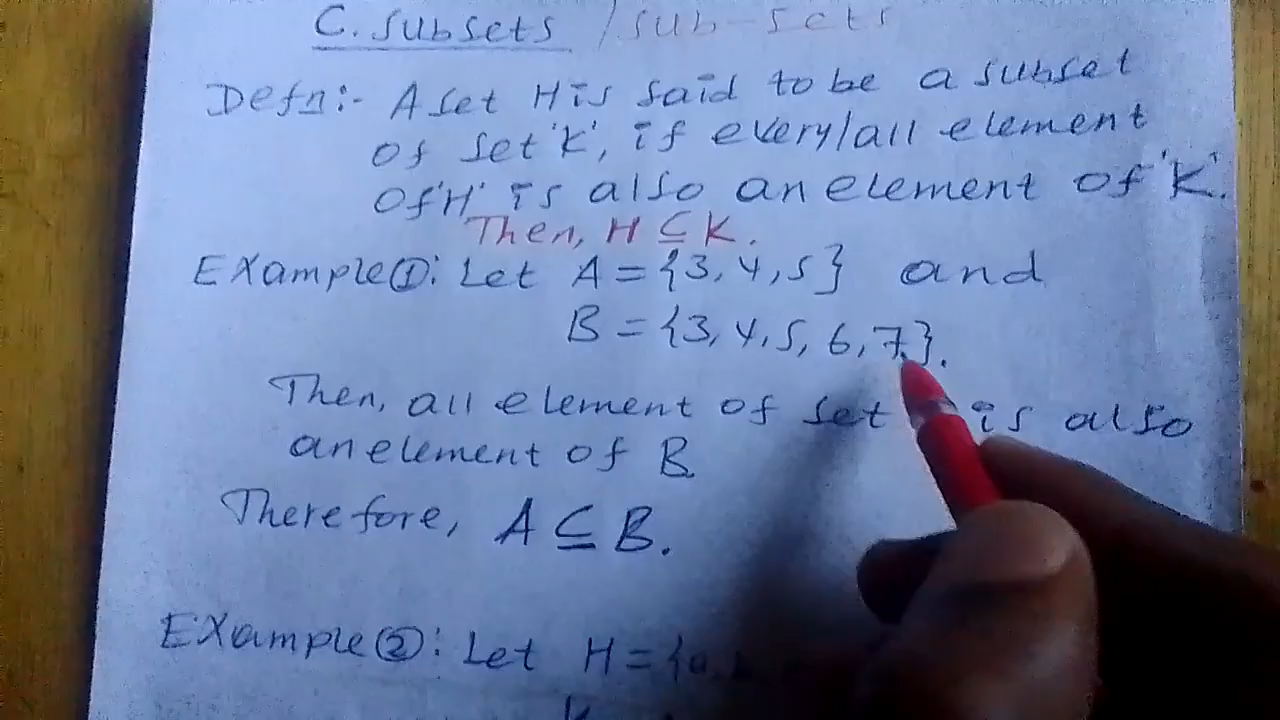 C. Subsets / Sub-sets
Defn:- A set H is said to be a subset
of set 'K', if every/all element
of 'H' is also an element of 'K'.
Then, H ⊆ K.
Example①: Let A = {3, 4, 5} and
B = {3, 4, 5, 6, 7}.
Then, all element of set is also
an element of B
Therefore, A ⊆ B.
Example②: Let H = {a,
K